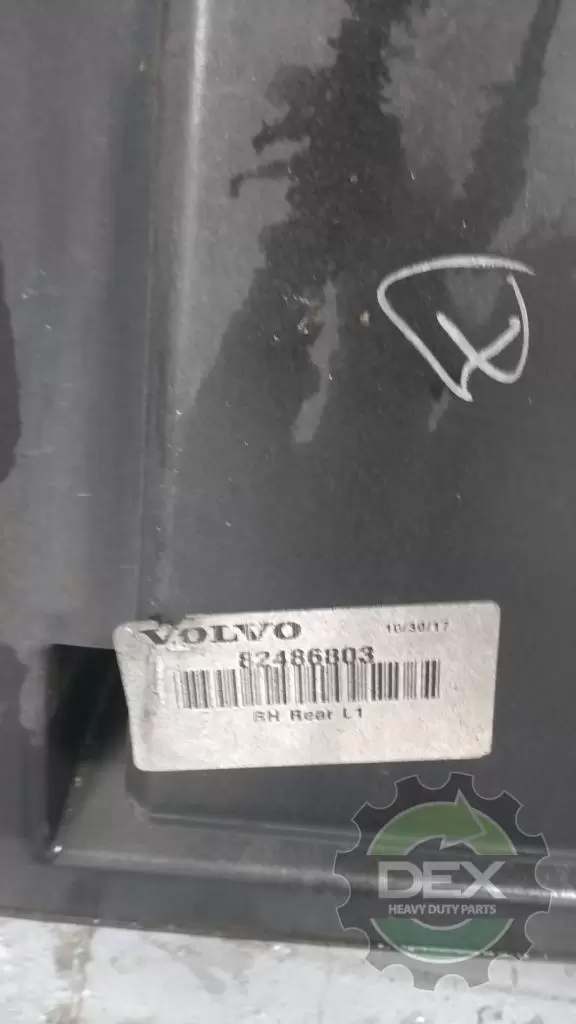 VOLVO 10/30/17
82486803
RH Rear L1
DEX
HEAVY DUTY PARTS